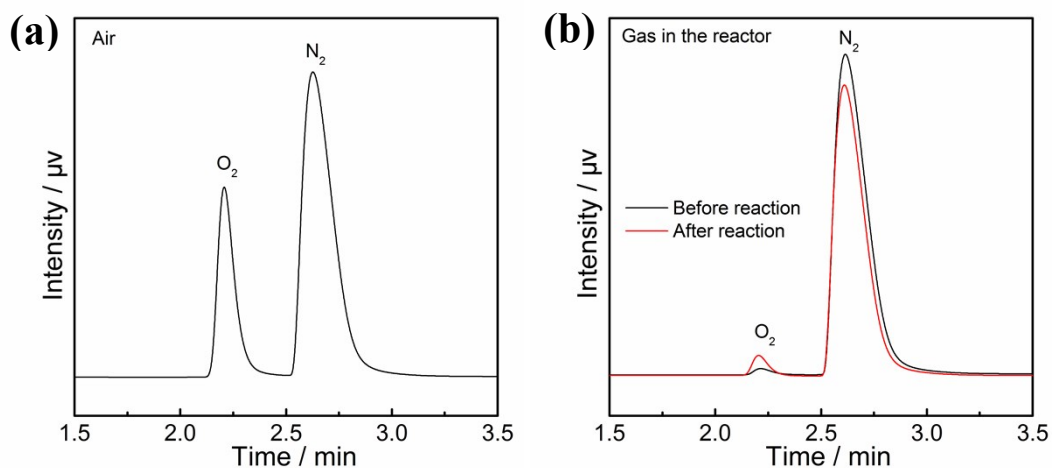 (a)
Air
O₂
N₂
Intensity / μv
1.5 2.0 2.5 3.0 3.5
Time / min
(b)
Gas in the reactor
N₂
Before reaction
After reaction
O₂
Intensity / μv
1.5 2.0 2.5 3.0 3.5
Time / min